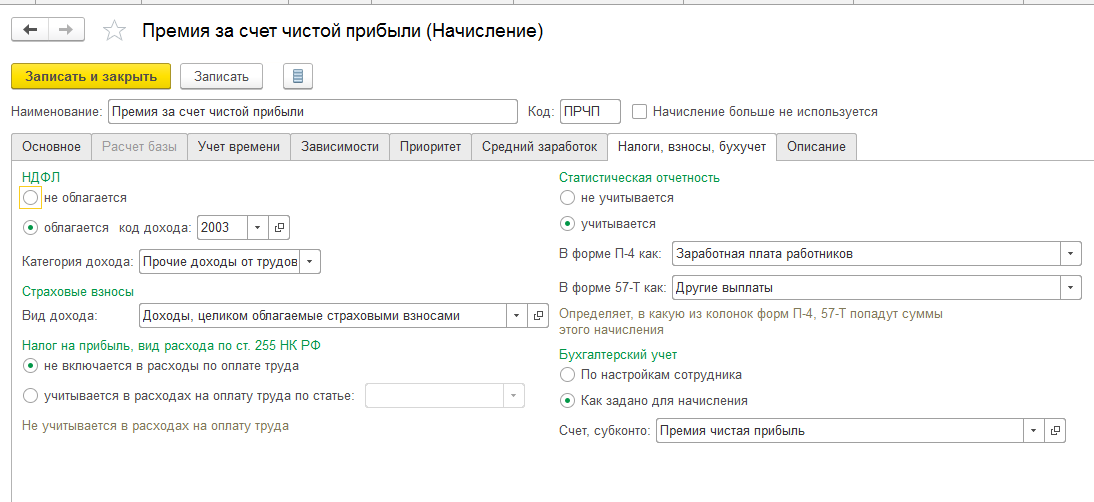 Премия за счет чистой прибыли (Начисление)
Записать и закрыть Записать
Наименование: Премия за счет чистой прибыли Код: ПРЧП Начисление больше не используется
Основное Расчет базы Учет времени Зависимости Приоритет Средний заработок Налоги, взносы, бухучет Описание
НДФЛ
не облагается
облагается код дохода: 2003
Категория дохода: Прочие доходы от трудов
Страховые взносы
Вид дохода: Доходы, целиком облагаемые страховыми взносами
Налог на прибыль, вид расхода по ст. 255 НК РФ
не включается в расходы по оплате труда
учитывается в расходах на оплату труда по статье:
Не учитывается в расходах на оплату труда
Статистическая отчетность
не учитывается
учитывается
В форме П-4 как: Заработная плата работников
В форме 57-Т как: Другие выплаты
Определяет, в какую из колонок форм П-4, 57-Т попадут суммы
этого начисления
Бухгалтерский учет
По настройкам сотрудника
Как задано для начисления
Счет, субконто: Премия чистая прибыль